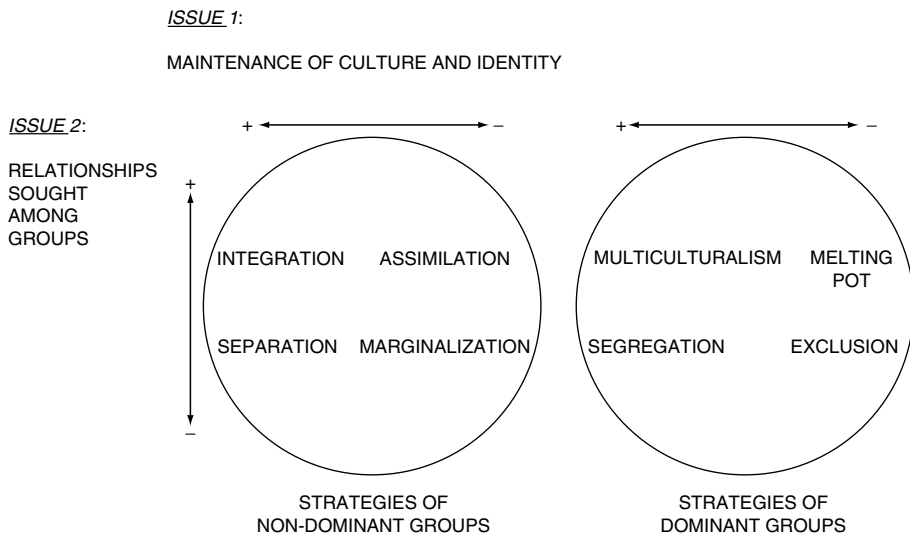 ISSUE 1:
MAINTENANCE OF CULTURE AND IDENTITY
ISSUE 2:
RELATIONSHIPS
SOUGHT
AMONG
GROUPS
+ –
+ –
+
–
INTEGRATION ASSIMILATION
SEPARATION MARGINALIZATION
MULTICULTURALISM MELTING
POT
SEGREGATION EXCLUSION
STRATEGIES OF
NON-DOMINANT GROUPS
STRATEGIES OF
DOMINANT GROUPS